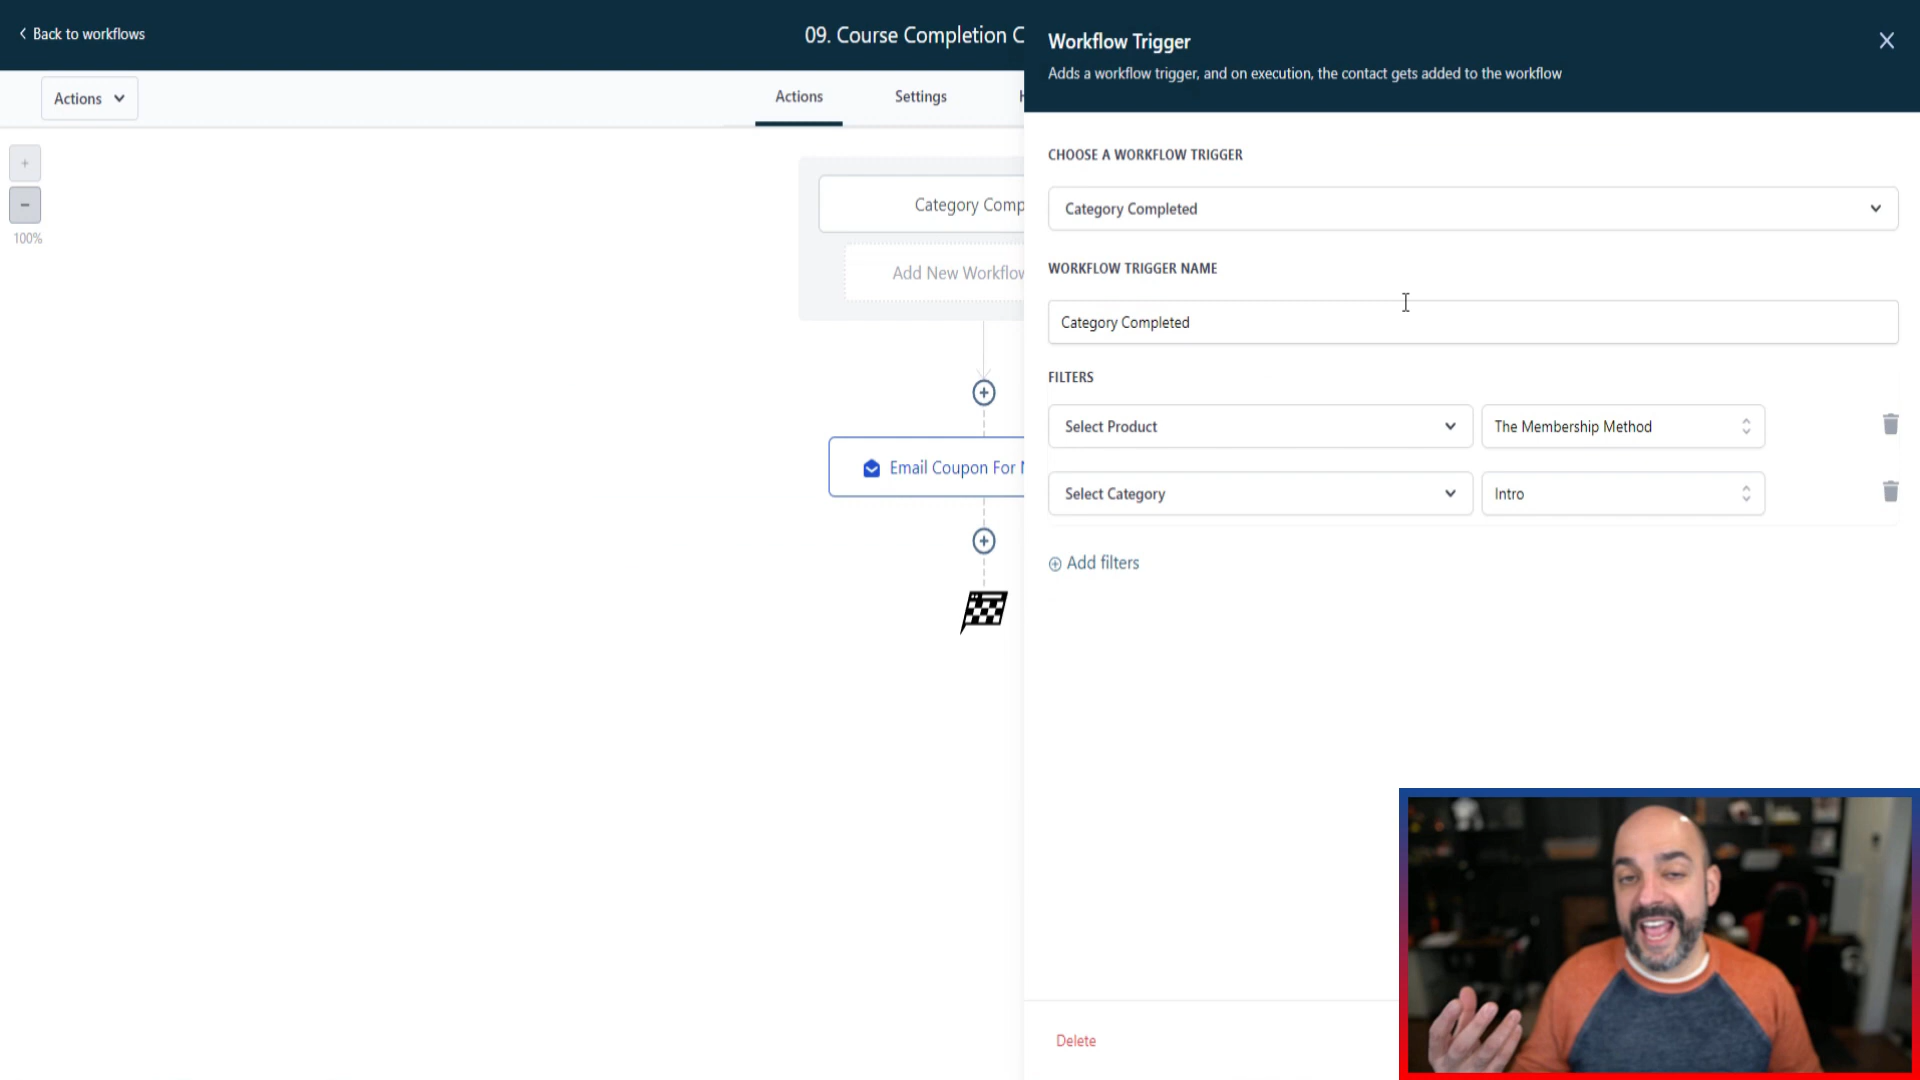 Back to workflows
09. Course Completion C
Workflow Trigger
Adds a workflow trigger, and on execution, the contact gets added to the workflow
Actions
Actions
Settings
100%
Category Comp
Add New Workflow
Email Coupon For
CHOOSE A WORKFLOW TRIGGER
Category Completed
WORKFLOW TRIGGER NAME
Category Completed
FILTERS
Select Product
The Membership Method
Select Category
Intro
Add filters
Delete